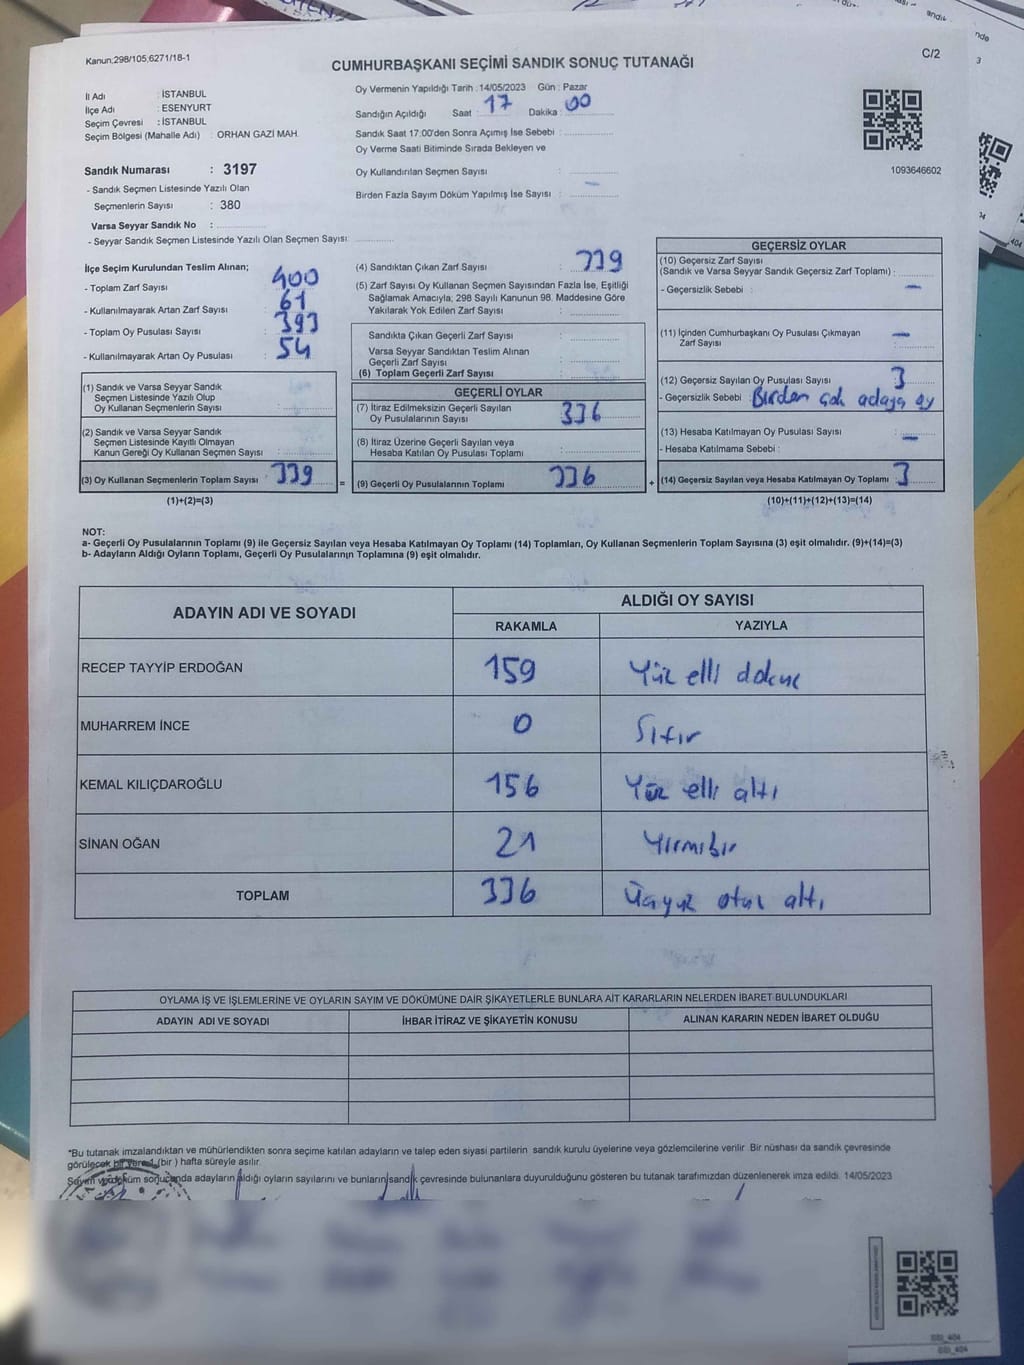 Kanun;298/105,6271/18-1
C/2
CUMHURBAŞKANI SEÇİMİ SANDIK SONUÇ TUTANAĞI
İl Adı : İSTANBUL
İlçe Adı : ESENYURT
Seçim Çevresi : İSTANBUL
Seçim Bölgesi (Mahalle Adı) : ORHAN GAZİ MAH.
Sandık Numarası : 3197
- Sandık Seçmen Listesinde Yazılı Olan
Seçmenlerin Sayısı : 380
Varsa Seyyar Sandık No :
- Seyyar Sandık Seçmen Listesinde Yazılı Olan Seçmen Sayısı:
Oy Vermenin Yapıldığı Tarih :14/05/2023 Gün : Pazar
Sandığın Açıldığı Saat : 17 Dakika : 00
Sandık Saat 17:00'den Sonra Açımış İse Sebebi :
Oy Verme Saati Bitiminde Sırada Bekleyen ve
Oy Kullandırılan Seçmen Sayısı :
Birden Fazla Sayım Döküm Yapılmış İse Sayısı : -
1093646602
İlçe Seçim Kurulundan Teslim Alınan;
- Toplam Zarf Sayısı : 400
- Kullanılmayarak Artan Zarf Sayısı : 61
- Toplam Oy Pusulası Sayısı : 393
- Kullanılmayarak Artan Oy Pusulası : 54
(1) Sandık ve Varsa Seyyar Sandık
Seçmen Listesinde Yazılı Olup
Oy Kullanan Seçmenlerin Sayısı :
(2) Sandık ve Varsa Seyyar Sandık
Seçmen Listesinde Kayıtlı Olmayan
Kanun Gereği Oy Kullanan Seçmen Sayısı :
(3) Oy Kullanan Seçmenlerin Toplam Sayısı : 339
(1)+(2)=(3)
(4) Sandıktan Çıkan Zarf Sayısı : 339
(5) Zarf Sayısı Oy Kullanan Seçmen Sayısından Fazla İse, Eşitliği
Sağlamak Amacıyla, 298 Sayılı Kanunun 98. Maddesine Göre
Yakılarak Yok Edilen Zarf Sayısı :
Sandıkta Çıkan Geçerli Zarf Sayısı :
Varsa Seyyar Sandıktan Teslim Alınan
Geçerli Zarf Sayısı :
(6) Toplam Geçerli Zarf Sayısı :
GEÇERLİ OYLAR
(7) İtiraz Edilmeksizin Geçerli Sayılan
Oy Pusulalarının Sayısı : 336
(8) İtiraz Üzerine Geçerli Sayılan veya
Hesaba Katılan Oy Pusulası Toplamı :
= (9) Geçerli Oy Pusulalarının Toplamı : 336
GEÇERSİZ OYLAR
(10) Geçersiz Zarf Sayısı
(Sandık ve Varsa Seyyar Sandık Geçersiz Zarf Toplamı) :
- Geçersizlik Sebebi : -
(11) İçinden Cumhurbaşkanı Oy Pusulası Çıkmayan
Zarf Sayısı : -
(12) Geçersiz Sayılan Oy Pusulası Sayısı : 3
- Geçersizlik Sebebi : Birden çok adaya oy
(13) Hesaba Katılmayan Oy Pusulası Sayısı : -
- Hesaba Katılmama Sebebi :
+ (14) Geçersiz Sayılan veya Hesaba Katılmayan Oy Toplamı : 3
(10)+(11)+(12)+(13)=(14)
NOT:
a- Geçerli Oy Pusulalarının Toplamı (9) ile Geçersiz Sayılan veya Hesaba Katılmayan Oy Toplamı (14) Toplamları, Oy Kullanan Seçmenlerin Toplam Sayısına (3) eşit olmalıdır. (9)+(14)=(3)
b- Adayların Aldığı Oyların Toplamı, Geçerli Oy Pusulalarının Toplamına (9) eşit olmalıdır.
ADAYIN ADI VE SOYADI
ALDIĞI OY SAYISI
RAKAMLA YAZIYLA
RECEP TAYYİP ERDOĞAN 159 Yüz elli dokuz
MUHARREM İNCE 0 Sıfır
KEMAL KILIÇDAROĞLU 156 Yüz elli altı
SİNAN OĞAN 21 Yirmibir
TOPLAM 336 Üçyüz otuz altı
OYLAMA İŞ VE İŞLEMLERİNE VE OYLARIN SAYIM VE DÖKÜMÜNE DAİR ŞİKAYETLERLE BUNLARA AİT KARARLARIN NELERDEN İBARET BULUNDUKLARI
ADAYIN ADI VE SOYADI İHBAR İTİRAZ VE ŞİKAYETİN KONUSU ALINAN KARARIN NEDEN İBARET OLDUĞU
*Bu tutanak imzalandıktan ve mühürlendikten sonra seçime katılan adayların ve talep eden siyasi partilerin sandık kurulu üyelerine veya gözlemcilerine verilir. Bir nüshası da sandık çevresinde
görülecek bir yerede (bir) hafta süreyle asılır.
Sayım ve döküm sonucunda adayların aldığı oyların sayılarını ve bunların sandık çevresinde bulunanlara duyurulduğunu gösteren bu tutanak tarafımızdan düzenlenerek imza edildi. 14/05/2023